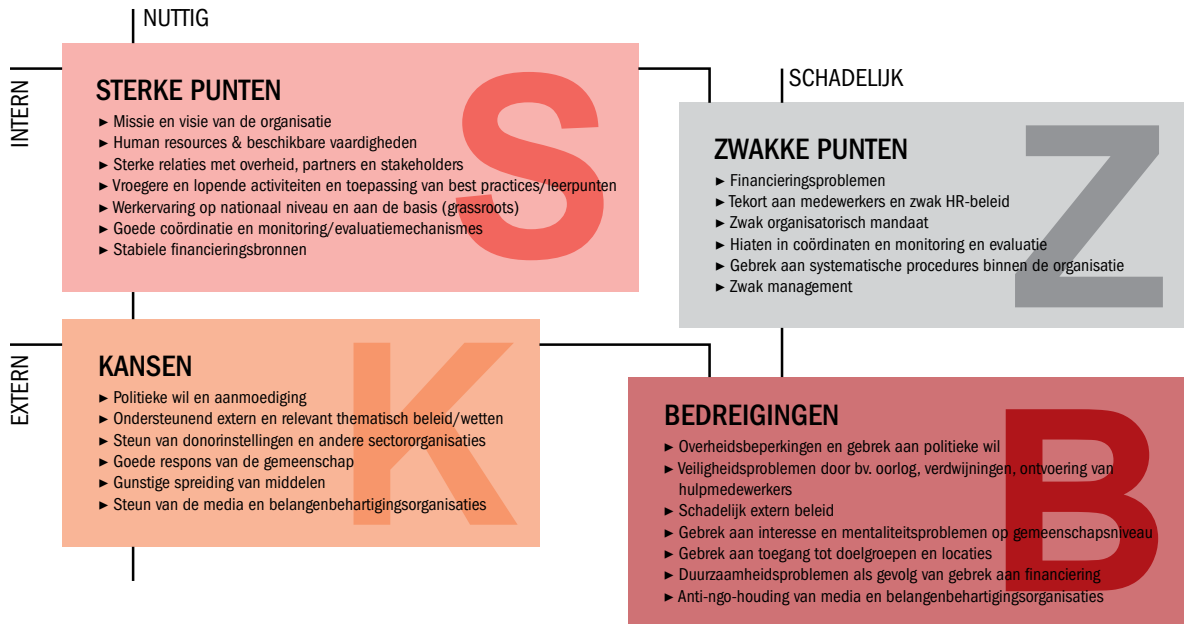 NUTTIG
INTERN
STERKE PUNTEN
S
► Missie en visie van de organisatie
► Human resources & beschikbare vaardigheden
► Sterke relaties met overheid, partners en stakeholders
► Vroegere en lopende activiteiten en toepassing van best practices/leerpunten
► Werkervaring op nationaal niveau en aan de basis (grassroots)
► Goede coördinatie en monitoring/evaluatiemechismes
► Stabiele financieringsbronnen
SCHADELIJK
ZWAKKE PUNTEN
Z
► Financieringsproblemen
► Tekort aan medewerkers en zwak HR-beleid
► Zwak organisatorisch mandaat
► Hiaten in coördinaten en monitoring en evaluatie
► Gebrek aan systematische procedures binnen de organisatie
► Zwak management
EXTERN
KANSEN
K
► Politieke wil en aanmoediging
► Ondersteunend extern en relevant thematisch beleid/wetten
► Steun van donorinstellingen en andere sectororganisaties
► Goede respons van de gemeenschap
► Gunstige spreiding van middelen
► Steun van de media en belangenbehartigingsorganisaties
BEDREIGINGEN
B
► Overheidsbeperkingen en gebrek aan politieke wil
► Veiligheidsproblemen door bv. oorlog, verdwijningen, ontvoering van
hulpmedewerkers
► Schadelijk extern beleid
► Gebrek aan interesse en mentaliteitsproblemen op gemeenschapsniveau
► Gebrek aan toegang tot doelgroepen en locaties
► Duurzaamheidsproblemen als gevolg van gebrek aan financiering
► Anti-ngo-houding van media en belangenbehartigingsorganisaties